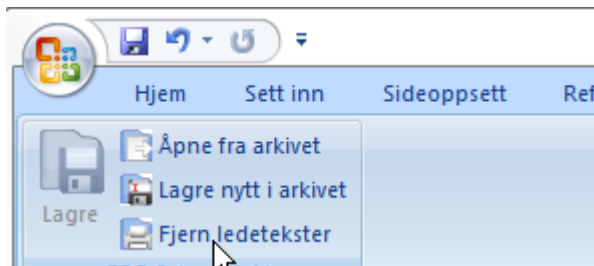 Hjem Sett inn Sideoppsett
Åpne fra arkivet
Lagre nytt i arkivet
Lagre
Fjern ledetekster